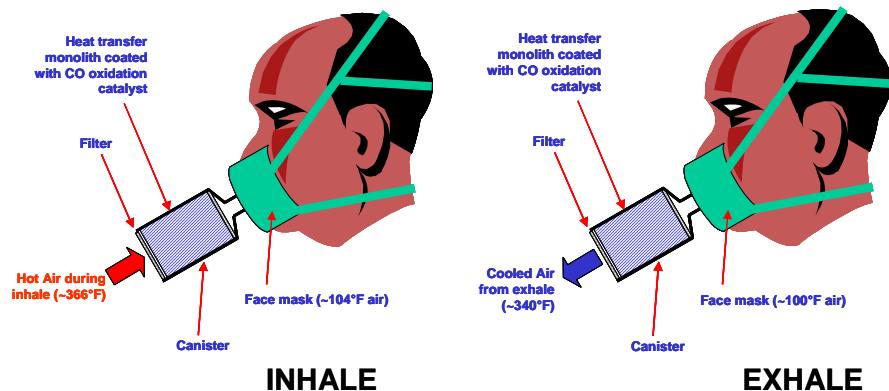 Heat transfer
monolith coated
with CO oxidation
catalyst
Filter
Hot Air during
inhale (~366°F)
Face mask (~104°F air)
Canister
INHALE
Heat transfer
monolith coated
with CO oxidation
catalyst
Filter
Cooled Air
from exhale
(~340°F)
Face mask (~100°F air)
Canister
EXHALE